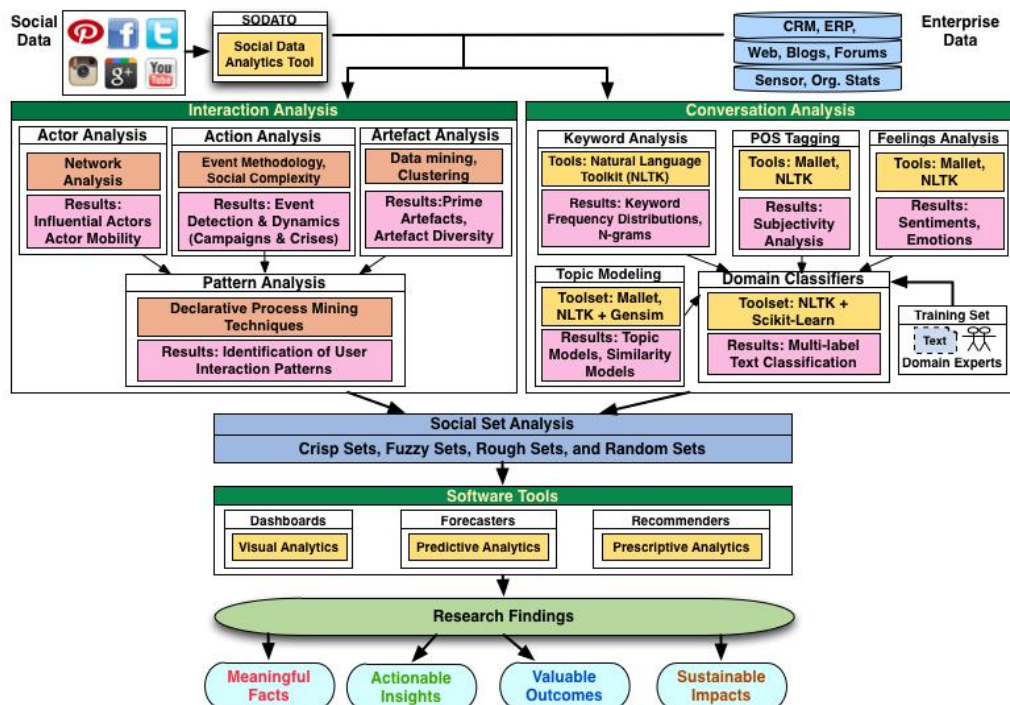 Social
Data
SODATO
Social Data
Analytics Tool
CRM, ERP,
Web, Blogs, Forums
Sensor, Org. Stats
Enterprise
Data
g+
You
Tube
Interaction Analysis
Actor Analysis
Network
Analysis
Results:
Influential Actors
Actor Mobility
Action Analysis
Event Methodology,
Social Complexity
Results: Event
Detection & Dynamics
(Campaigns & Crises)
Artefact Analysis
Data mining,
Clustering
Results:Prime
Artefacts,
Artefact Diversity
Pattern Analysis
Declarative Process Mining
Techniques
Results: Identification of User
Interaction Patterns
Conversation Analysis
Keyword Analysis
Tools: Natural Language
Toolkit (NLTK)
Results: Keyword
Frequency Distributions,
N-grams
POS Tagging
Tools: Mallet,
NLTK
Results:
Subjectivity
Analysis
Feelings Analysis
Tools: Mallet,
NLTK
Results:
Sentiments,
Emotions
Topic Modeling
Toolset: Mallet,
NLTK + Gensim
Results: Topic
Models, Similarity
Models
Domain Classifiers
Toolset: NLTK +
Scikit-Learn
Results: Multi-label
Text Classification
Training Set
Text
Domain Experts
Social Set Analysis
Crisp Sets, Fuzzy Sets, Rough Sets, and Random Sets
Software Tools
Dashboards
Visual Analytics
Forecasters
Predictive Analytics
Recommenders
Prescriptive Analytics
Research Findings
Meaningful
Facts
Actionable
Insights
Valuable
Outcomes
Sustainable
Impacts